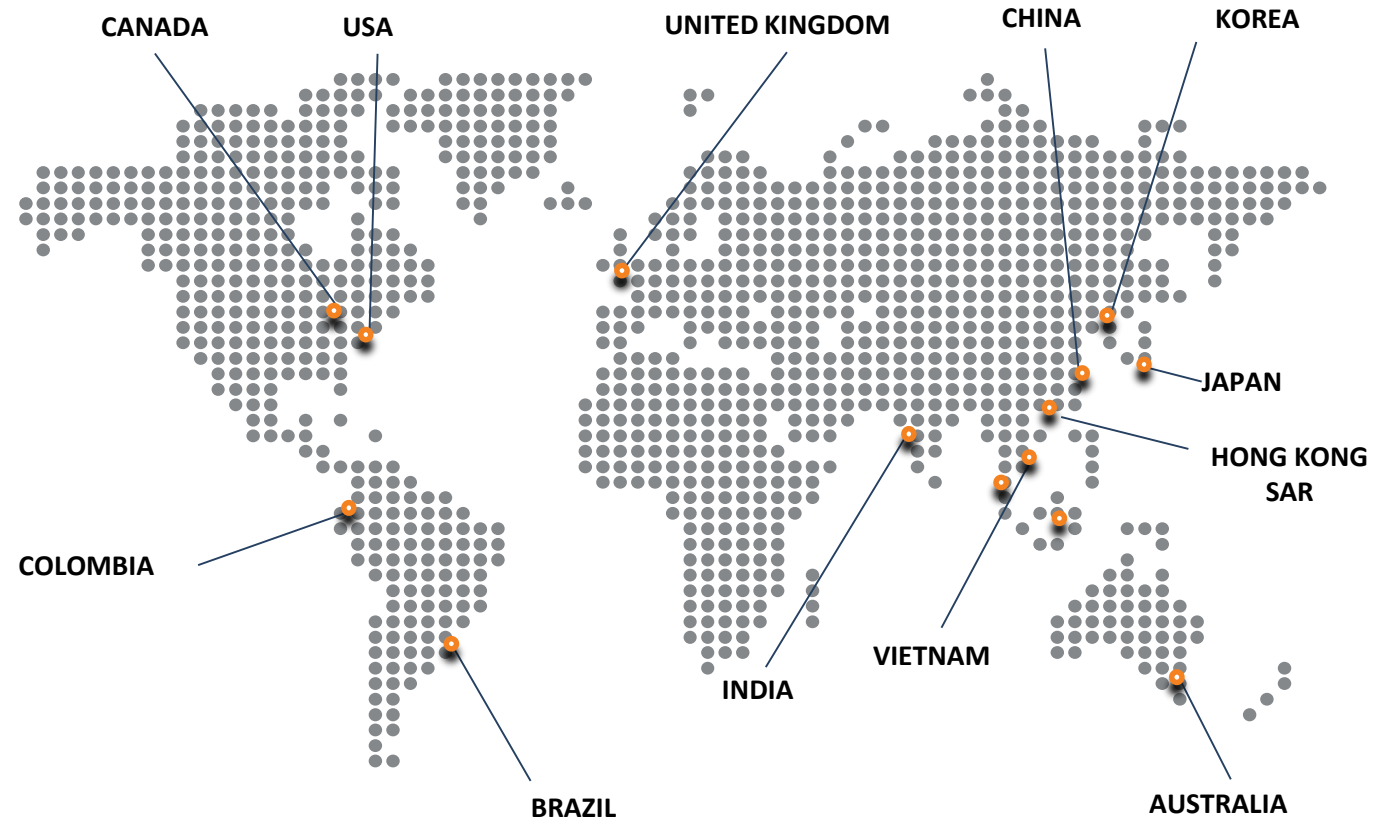 CANADA
USA
UNITED KINGDOM
CHINA
KOREA
JAPAN
HONG KONG
SAR
COLOMBIA
VIETNAM
INDIA
BRAZIL
AUSTRALIA